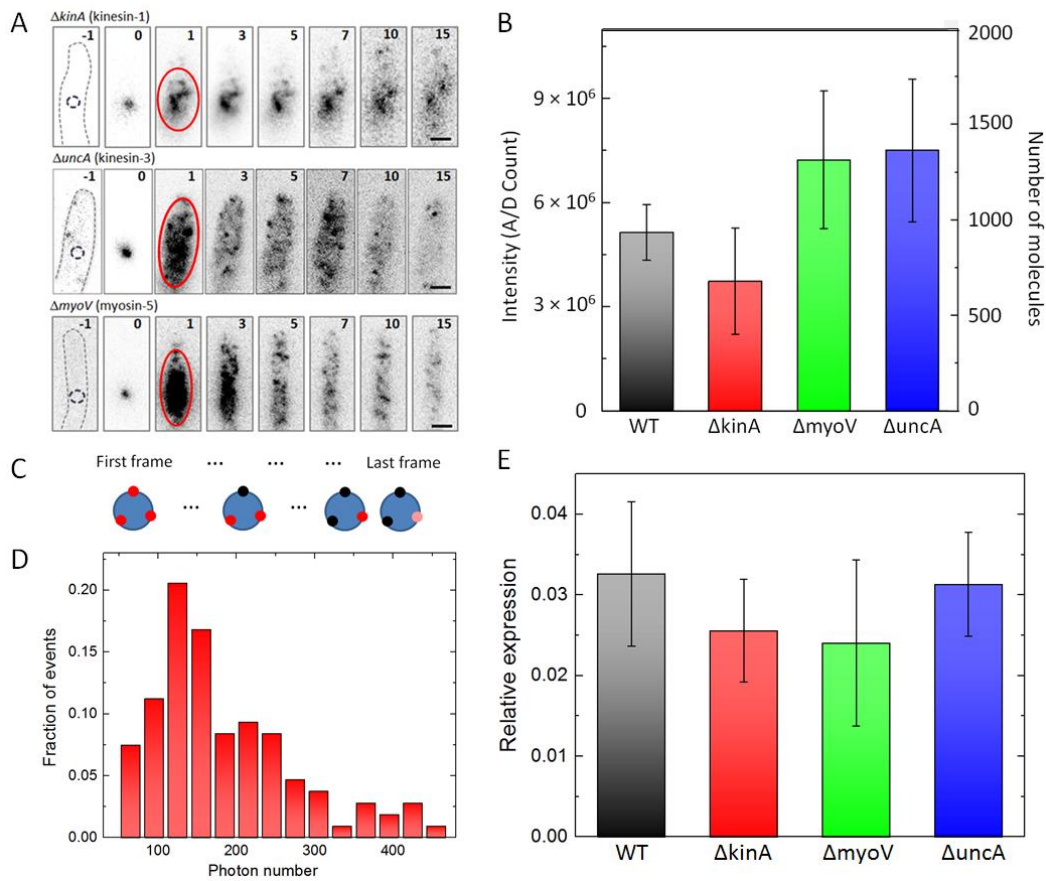 A
ΔkinA (kinesin-1)
-1 0 1 3 5 7 10 15
ΔuncA (kinesin-3)
-1 0 1 3 5 7 10 15
ΔmyoV (myosin-5)
-1 0 1 3 5 7 10 15
B
Intensity (A/D Count)
9 × 10⁶
6 × 10⁶
3 × 10⁶
0
2000
1500
1000
500
0
Number of molecules
WT ΔkinA ΔmyoV ΔuncA
C
First frame ... ... ... Last frame
... ...
D
Fraction of events
0.20
0.15
0.10
0.05
0.00
100 200 300 400
Photon number
E
Relative expression
0.04
0.03
0.02
0.01
0.00
WT ΔkinA ΔmyoV ΔuncA